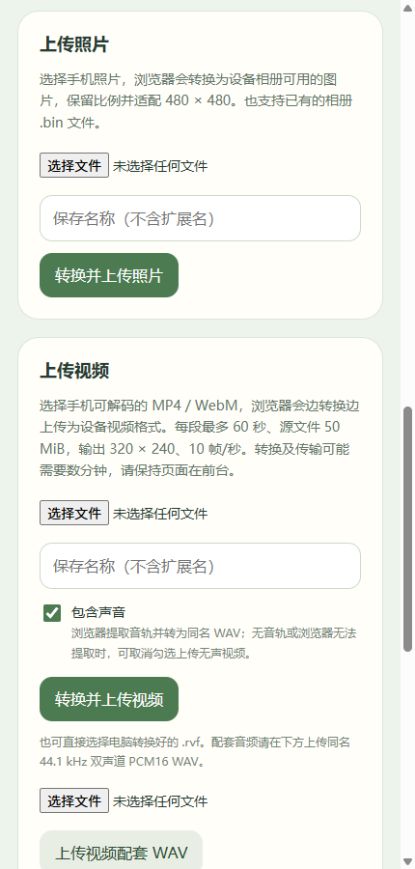 上传照片
选择手机照片，浏览器会转换为设备相册可用的图
片，保留比例并适配 480 × 480。也支持已有的相册
.bin 文件。
选择文件 未选择任何文件
保存名称（不含扩展名）
转换并上传照片
上传视频
选择手机可解码的 MP4 / WebM，浏览器会边转换边
上传为设备视频格式。每段最多 60 秒、源文件 50
MiB，输出 320 × 240、10 帧/秒。转换及传输可能
需要数分钟，请保持页面在前台。
选择文件 未选择任何文件
保存名称（不含扩展名）
包含声音
浏览器提取音轨并转为同名 WAV；无音轨或浏览器无法
提取时，可取消勾选上传无声视频。
转换并上传视频
也可直接选择电脑转换好的 .rvf。配套音频请在下方上传同名
44.1 kHz 双声道 PCM16 WAV。
选择文件 未选择任何文件
上传视频配套 WAV